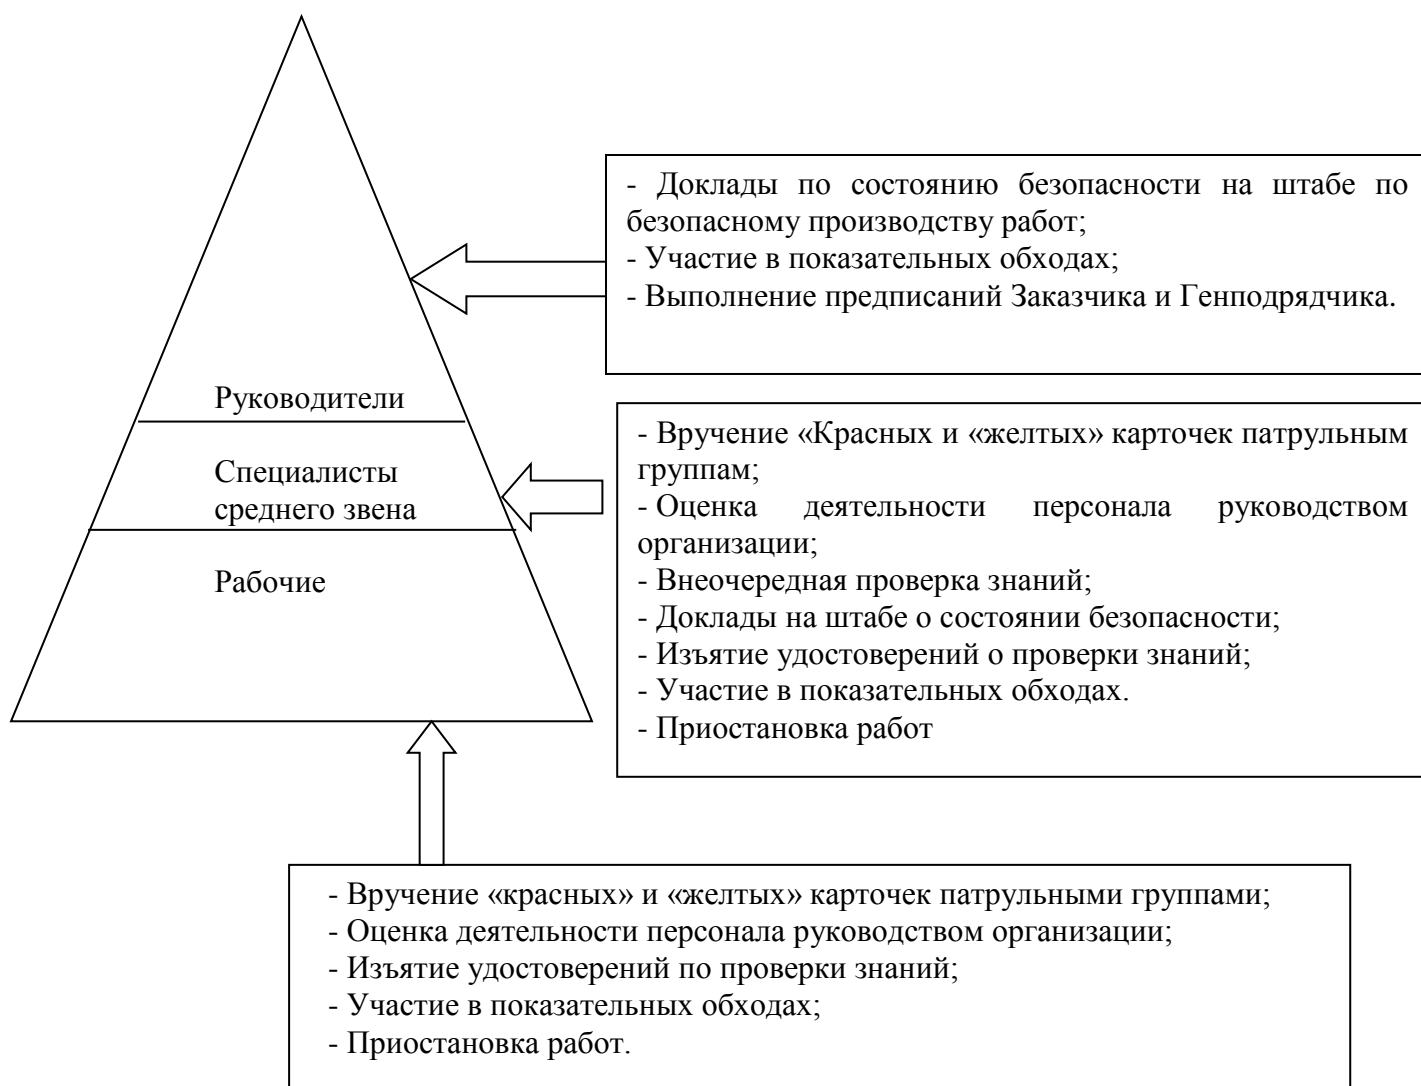 - Доклады по состоянию безопасности на штабе по
безопасному производству работ;
- Участие в показательных обходах;
- Выполнение предписаний Заказчика и Генподрядчика.
Руководители
Специалисты
среднего звена
Рабочие
- Вручение «Красных и «желтых» карточек патрульным
группам;
- Оценка деятельности персонала руководством
организации;
- Внеочередная проверка знаний;
- Доклады на штабе о состоянии безопасности;
- Изъятие удостоверений о проверки знаний;
- Участие в показательных обходах.
- Приостановка работ
- Вручение «красных» и «желтых» карточек патрульными группами;
- Оценка деятельности персонала руководством организации;
- Изъятие удостоверений по проверки знаний;
- Участие в показательных обходах;
- Приостановка работ.